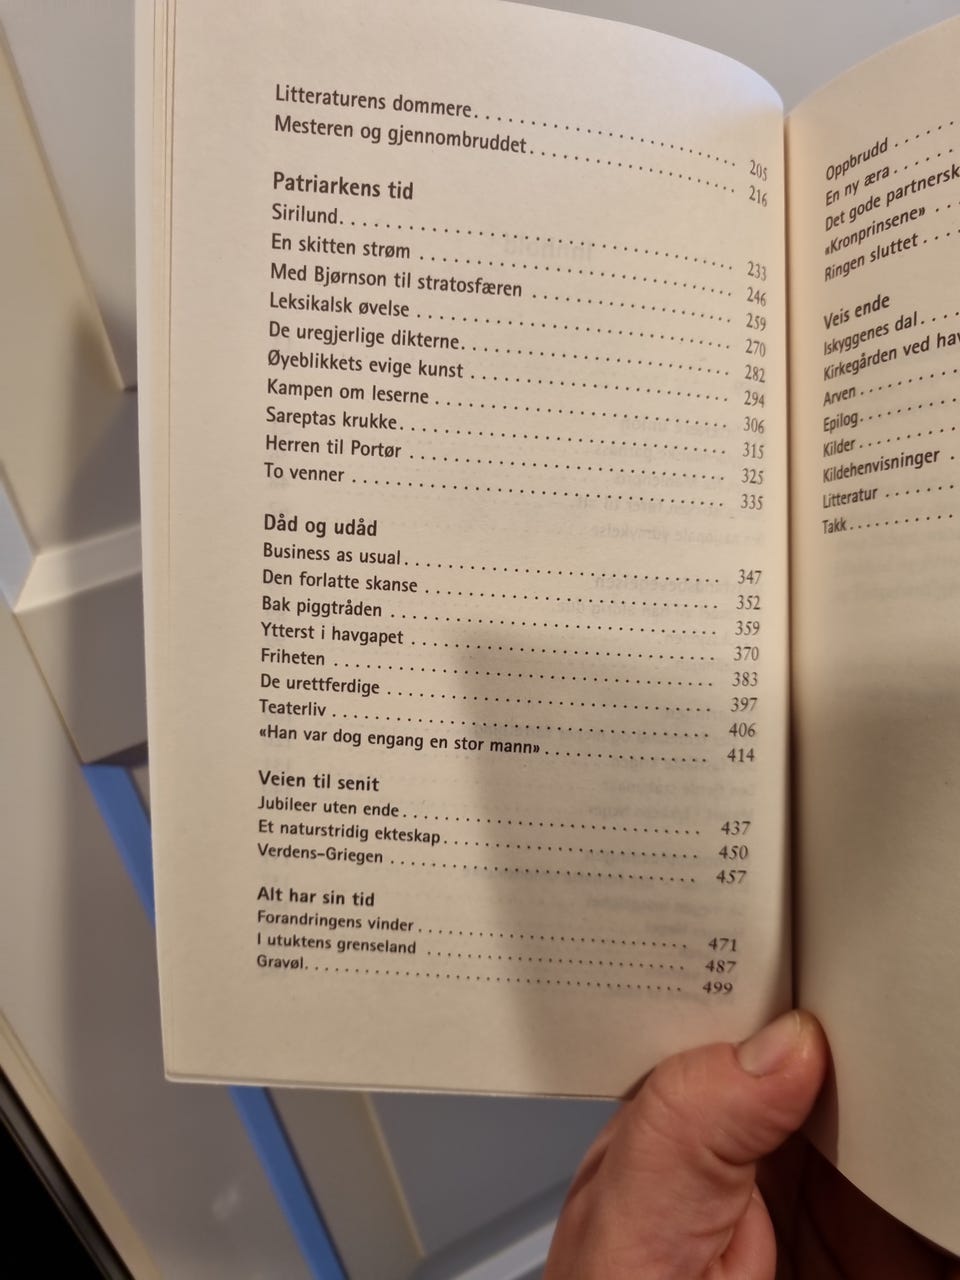 Litteraturens dommere. . . . . . . . . . . . . . . . . . . . . . . . 205
Mesteren og gjennombruddet . . . . . . . . . . . . . . . . . . . 216
Patriarkens tid
Sirilund. . . . . . . . . . . . . . . . . . . . . . . . . . . . . . . . . . . 233
En skitten strøm . . . . . . . . . . . . . . . . . . . . . . . . . . . . 246
Med Bjørnson til stratosfæren . . . . . . . . . . . . . . . . . . 259
Leksikalsk øvelse . . . . . . . . . . . . . . . . . . . . . . . . . . . . 270
De uregjerlige dikterne. . . . . . . . . . . . . . . . . . . . . . . . 282
Øyeblikkets evige kunst . . . . . . . . . . . . . . . . . . . . . . . 294
Kampen om leserne . . . . . . . . . . . . . . . . . . . . . . . . . . 306
Sareptas krukke. . . . . . . . . . . . . . . . . . . . . . . . . . . . . 315
Herren til Portør . . . . . . . . . . . . . . . . . . . . . . . . . . . . 325
To venner . . . . . . . . . . . . . . . . . . . . . . . . . . . . . . . . . 335
Dåd og udåd
Business as usual. . . . . . . . . . . . . . . . . . . . . . . . . . . . 347
Den forlatte skanse . . . . . . . . . . . . . . . . . . . . . . . . . . 352
Bak piggtråden . . . . . . . . . . . . . . . . . . . . . . . . . . . . . 359
Ytterst i havgapet . . . . . . . . . . . . . . . . . . . . . . . . . . . 370
Friheten . . . . . . . . . . . . . . . . . . . . . . . . . . . . . . . . . . 383
De urettferdige . . . . . . . . . . . . . . . . . . . . . . . . . . . . . 397
Teaterliv . . . . . . . . . . . . . . . . . . . . . . . . . . . . . . . . . . 406
«Han var dog engang en stor mann» . . . . . . . . . . . . . . . 414
Veien til senit
Jubileer uten ende. . . . . . . . . . . . . . . . . . . . . . . . . . . 437
Et naturstridig ekteskap. . . . . . . . . . . . . . . . . . . . . . . 450
Verdens-Griegen . . . . . . . . . . . . . . . . . . . . . . . . . . . . 457
Alt har sin tid
Forandringens vinder . . . . . . . . . . . . . . . . . . . . . . . . . 471
I utuktens grenseland . . . . . . . . . . . . . . . . . . . . . . . . 487
Gravøl. . . . . . . . . . . . . . . . . . . . . . . . . . . . . . . . . . . . 499
Oppbrudd . . . . .
En ny æra . . . . .
Det gode partnersk
«Kronprinsene» . . .
Ringen sluttet . . . .
Veis ende
Iskyggenes dal. . . .
Kirkegården ved hav
Arven . . . . . . . . .
Epilog. . . . . . . . .
Kilder . . . . . . . . .
Kildehenvisninger .
Litteratur . . . . . . .
Takk. . . . . . . . . .